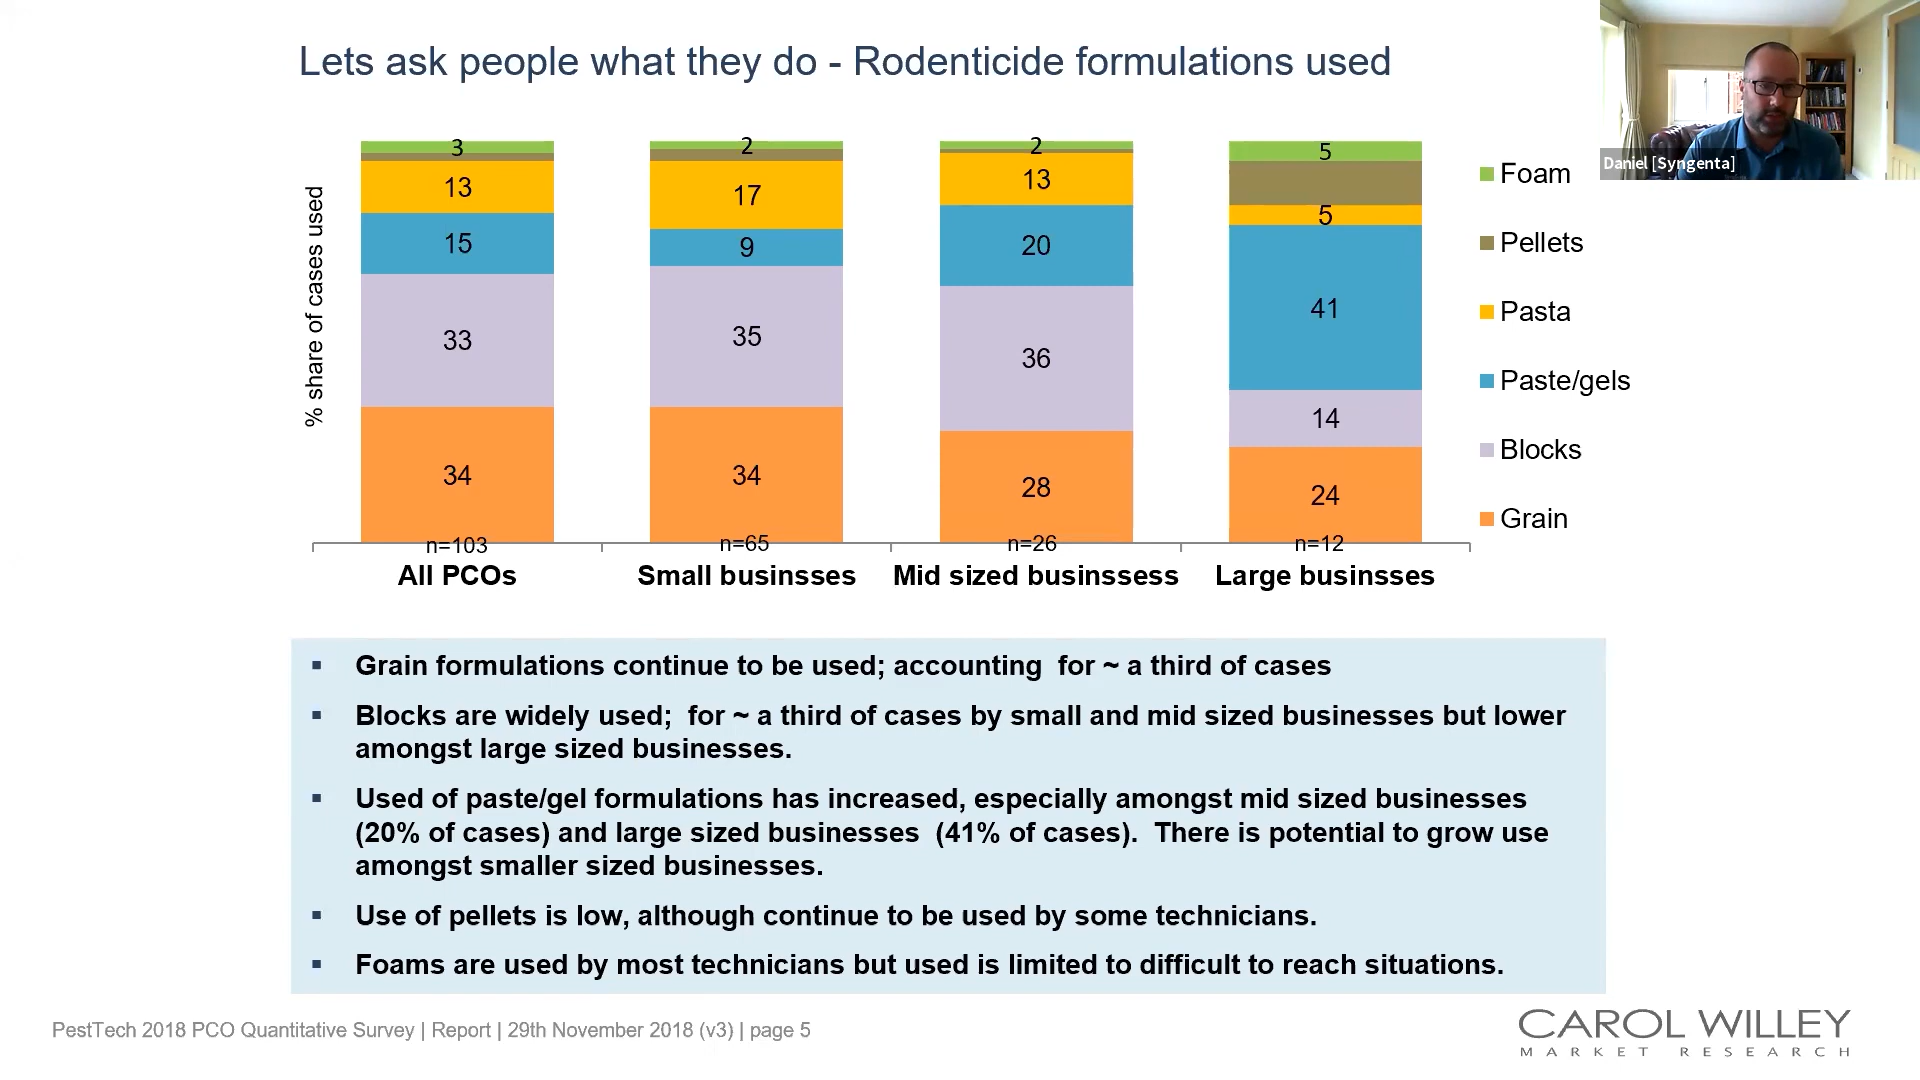 Lets ask people what they do - Rodenticide formulations used
Daniel [Syngenta]
% share of cases used
3
13
15
33
34
n=103
All PCOs
2
17
9
35
34
n=65
Small businsses
2
13
20
36
28
n=26
Mid sized businssess
5
5
41
14
24
n=12
Large businsses
Foam
Pellets
Pasta
Paste/gels
Blocks
Grain
▪ Grain formulations continue to be used; accounting  for ~ a third of cases
▪ Blocks are widely used;  for ~ a third of cases by small and mid sized businesses but lower
amongst large sized businesses.
▪ Used of paste/gel formulations has increased, especially amongst mid sized businesses
(20% of cases) and large sized businesses  (41% of cases).  There is potential to grow use
amongst smaller sized businesses.
▪ Use of pellets is low, although continue to be used by some technicians.
▪ Foams are used by most technicians but used is limited to difficult to reach situations.
PestTech 2018 PCO Quantitative Survey | Report | 29th November 2018 (v3) | page 5
CAROL WILLEY
MARKET RESEARCH